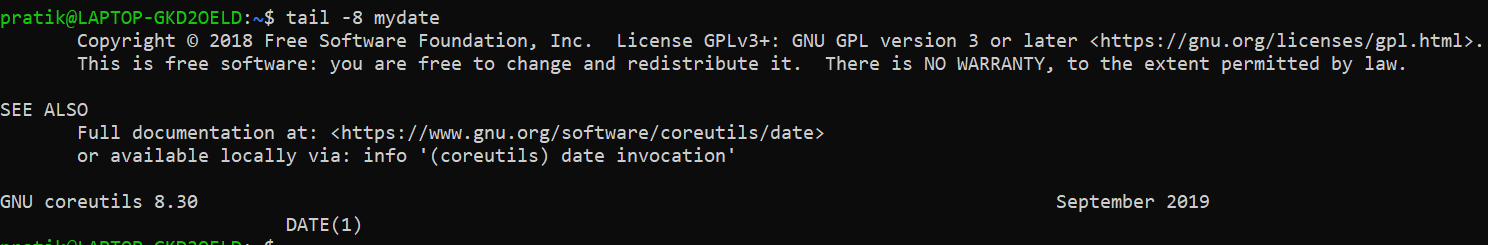 pratik@LAPTOP-GKD2OELD:~$ tail -8 mydate
Copyright © 2018 Free Software Foundation, Inc.  License GPLv3+: GNU GPL version 3 or later <https://gnu.org/licenses/gpl.html>.
This is free software: you are free to change and redistribute it.  There is NO WARRANTY, to the extent permitted by law.
SEE ALSO
Full documentation at: <https://www.gnu.org/software/coreutils/date>
or available locally via: info '(coreutils) date invocation'
GNU coreutils 8.30 September 2019
DATE(1)
pratik@LAPTOP-GKD2OELD:~$